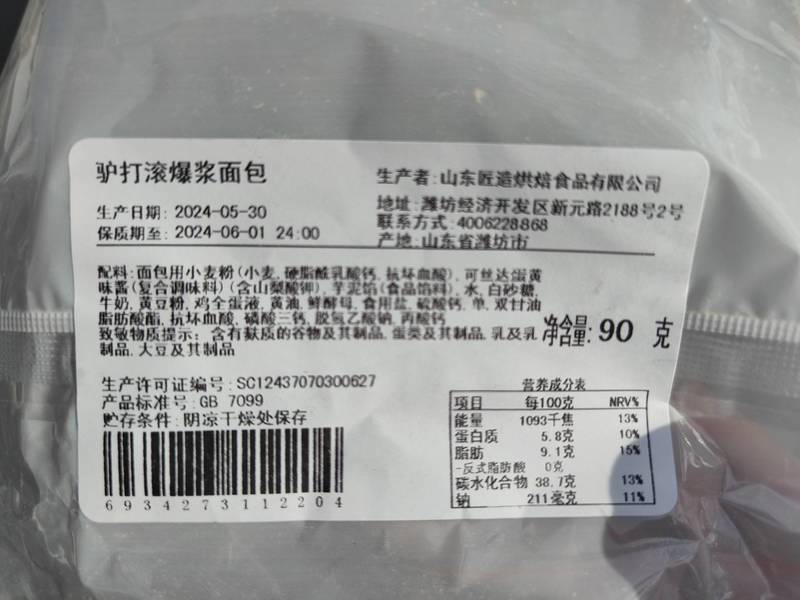 驴打滚爆浆面包
生产日期: 2024-05-30
保质期至: 2024-06-01 24:00
生产者:山东匠造烘焙食品有限公司
地址:潍坊经济开发区新元路2188号2号
联系方式:4006228868
产地:山东省潍坊市
配料:面包用小麦粉(小麦, 硬脂酰乳酸钙, 抗坏血酸), 可丝达蛋黄
味酱(复合调味料)(含山梨酸钾), 芋泥馅(食品馅料), 水, 白砂糖,
牛奶, 黄豆粉, 鸡全蛋液, 黄油, 鲜酵母, 食用盐, 硫酸钙, 单, 双甘油
脂肪酸酯, 抗坏血酸, 磷酸三钙, 脱氢乙酸钠, 丙酸钙
致敏物质提示: 含有麸质的谷物及其制品, 蛋类及其制品, 乳及乳
制品, 大豆及其制品
净含量: 90 克
生产许可证编号:SC12437070300627
产品标准号:GB 7099
贮存条件:阴凉干燥处保存
6934273112204
营养成分表
项目 每100克 NRV%
能量 1093千焦 13%
蛋白质 5.8克 10%
脂肪 9.1克 15%
-反式脂肪酸 0克
碳水化合物 38.7克 13%
钠 211毫克 11%